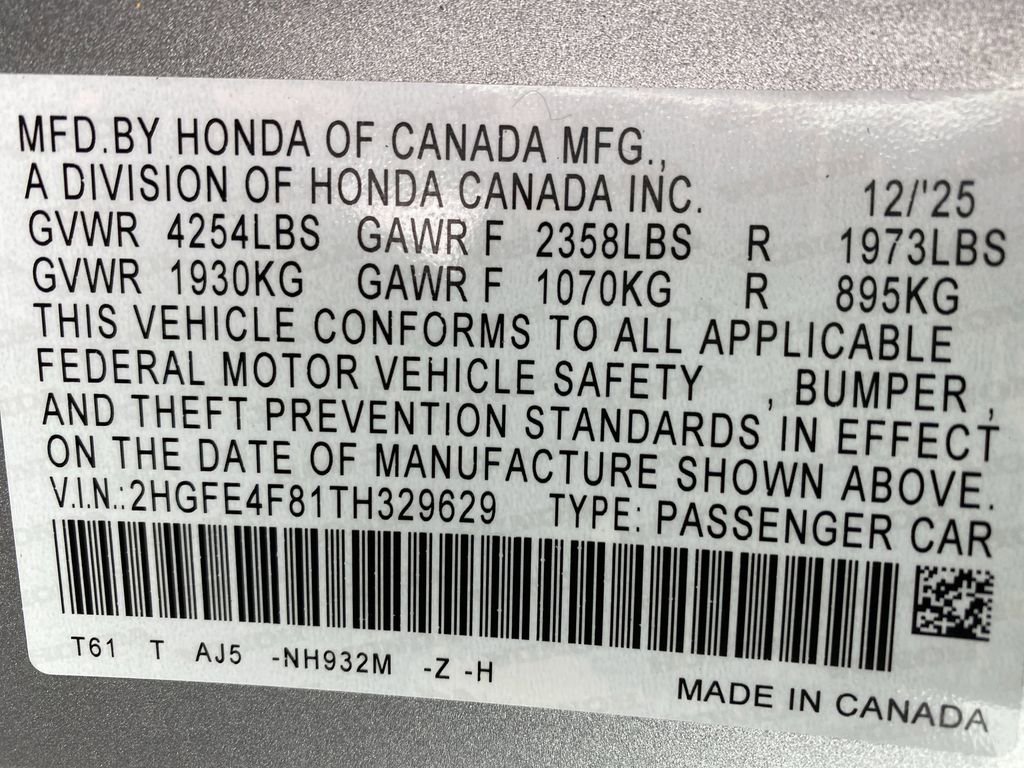 MFD.BY HONDA OF CANADA MFG.,
A DIVISION OF HONDA CANADA INC. 12/'25
GVWR 4254LBS GAWR F 2358LBS R 1973LBS
GVWR 1930KG GAWR F 1070KG R 895KG
THIS VEHICLE CONFORMS TO ALL APPLICABLE
FEDERAL MOTOR VEHICLE SAFETY , BUMPER ,
AND THEFT PREVENTION STANDARDS IN EFFECT
ON THE DATE OF MANUFACTURE SHOWN ABOVE.
V.I.N.:2HGFE4F81TH329629 TYPE: PASSENGER CAR
T61 T AJ5 -NH932M -Z -H
MADE IN CANADA